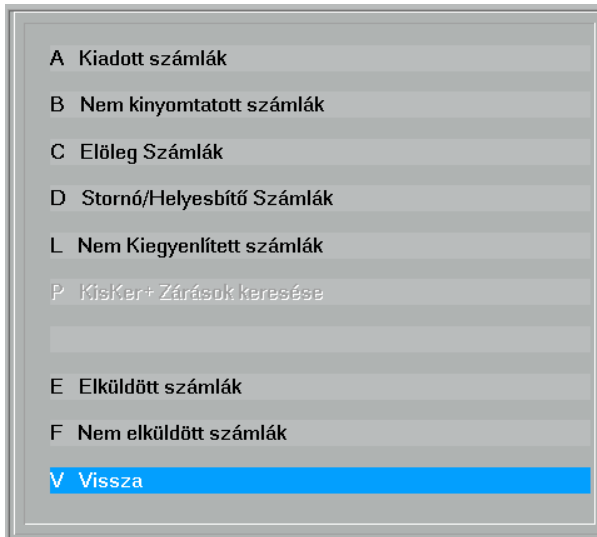 A Kiadott számlák
B Nem kinyomtatott számlák
C Elöleg Számlák
D Stornó/Helyesbítő Számlák
L Nem Kiegyenlített számlák
P KisKer+ Zárások keresése
E Elküldött számlák
F Nem elküldött számlák
V Vissza